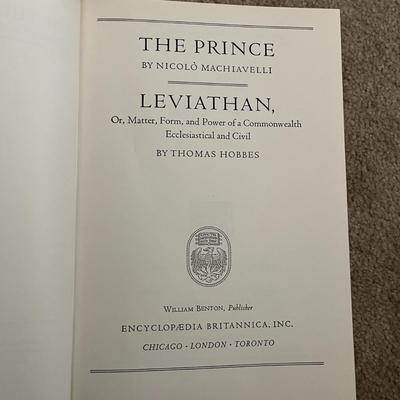 THE PRINCE
BY NICOLÒ MACHIAVELLI
LEVIATHAN,
Or, Matter, Form, and Power of a Commonwealth
Ecclesiastical and Civil
BY THOMAS HOBBES
WILLIAM BENTON, Publisher
ENCYCLOPÆDIA BRITANNICA, INC.
CHICAGO · LONDON · TORONTO